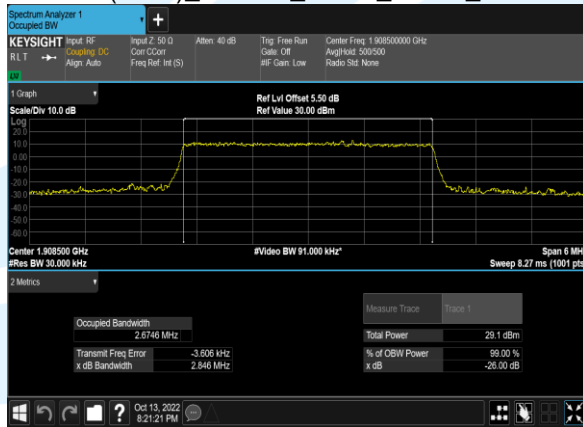 Spectrum Analyzer 1
Occupied BW
KEYSIGHT Input: RF Input Z: 50 Ω Atten: 40 dB Trig: Free Run Center Freq: 1.908500000 GHz
RLT Coupling: DC Corr CCorr Gate: Off Avg|Hold: 500/500
Align: Auto Freq Ref: Int (S) #IF Gain: Low Radio Std: None
1 Graph Ref Lvl Offset 5.50 dB
Scale/Div 10.0 dB Ref Value 30.00 dBm
Log
20.0
10.0
0.00
-10.0
-20.0
-30.0
-40.0
-50.0
-60.0
Center 1.908500 GHz #Video BW 91.000 kHz* Span 6 MH
#Res BW 30.000 kHz Sweep 8.27 ms (1001 pts
2 Metrics
Measure Trace Trace 1
Occupied Bandwidth
2.6746 MHz Total Power 29.1 dBm
Transmit Freq Error -3.606 kHz % of OBW Power 99.00 %
x dB Bandwidth 2.846 MHz x dB -26.00 dB
? Oct 13, 2022
8:21:21 PM